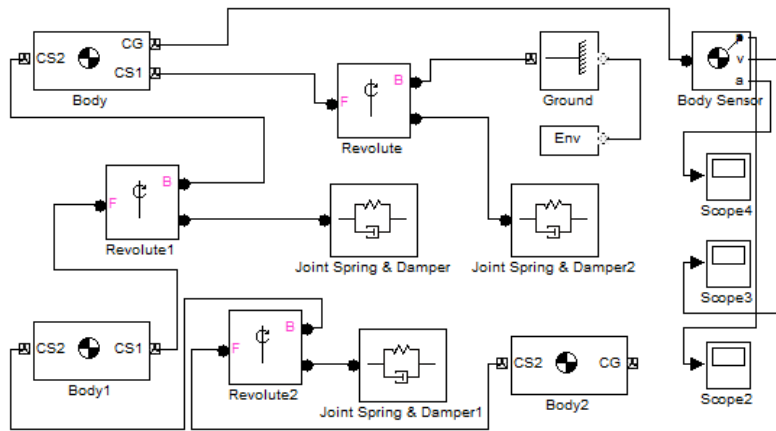 CS2 CG CS1
Body
B F
Revolute
Ground
Env
p v a
Body Sensor
Scope4
B F
Revolute1
Joint Spring & Damper
Joint Spring & Damper2
Scope3
CS2 CS1
Body1
B F
Revolute2
Joint Spring & Damper1
CS2 CG
Body2
Scope2